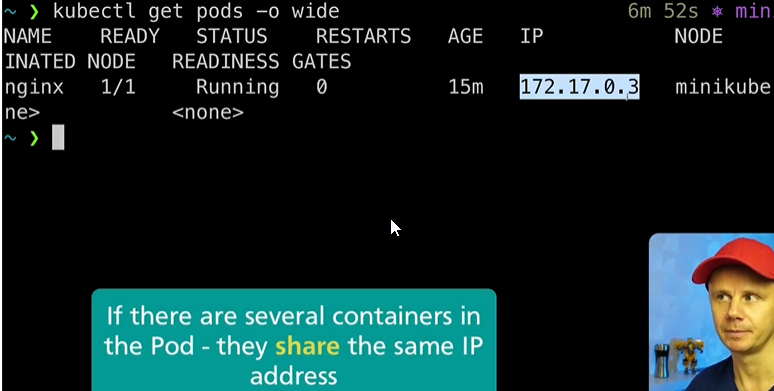 ~ ❯ kubectl get pods -o wide 6m 52s ⎈ min
NAME READY STATUS RESTARTS AGE IP NODE
INATED NODE READINESS GATES
nginx 1/1 Running 0 15m 172.17.0.3 minikube
ne> <none>
~ ❯
If there are several containers in
the Pod - they share the same IP
address